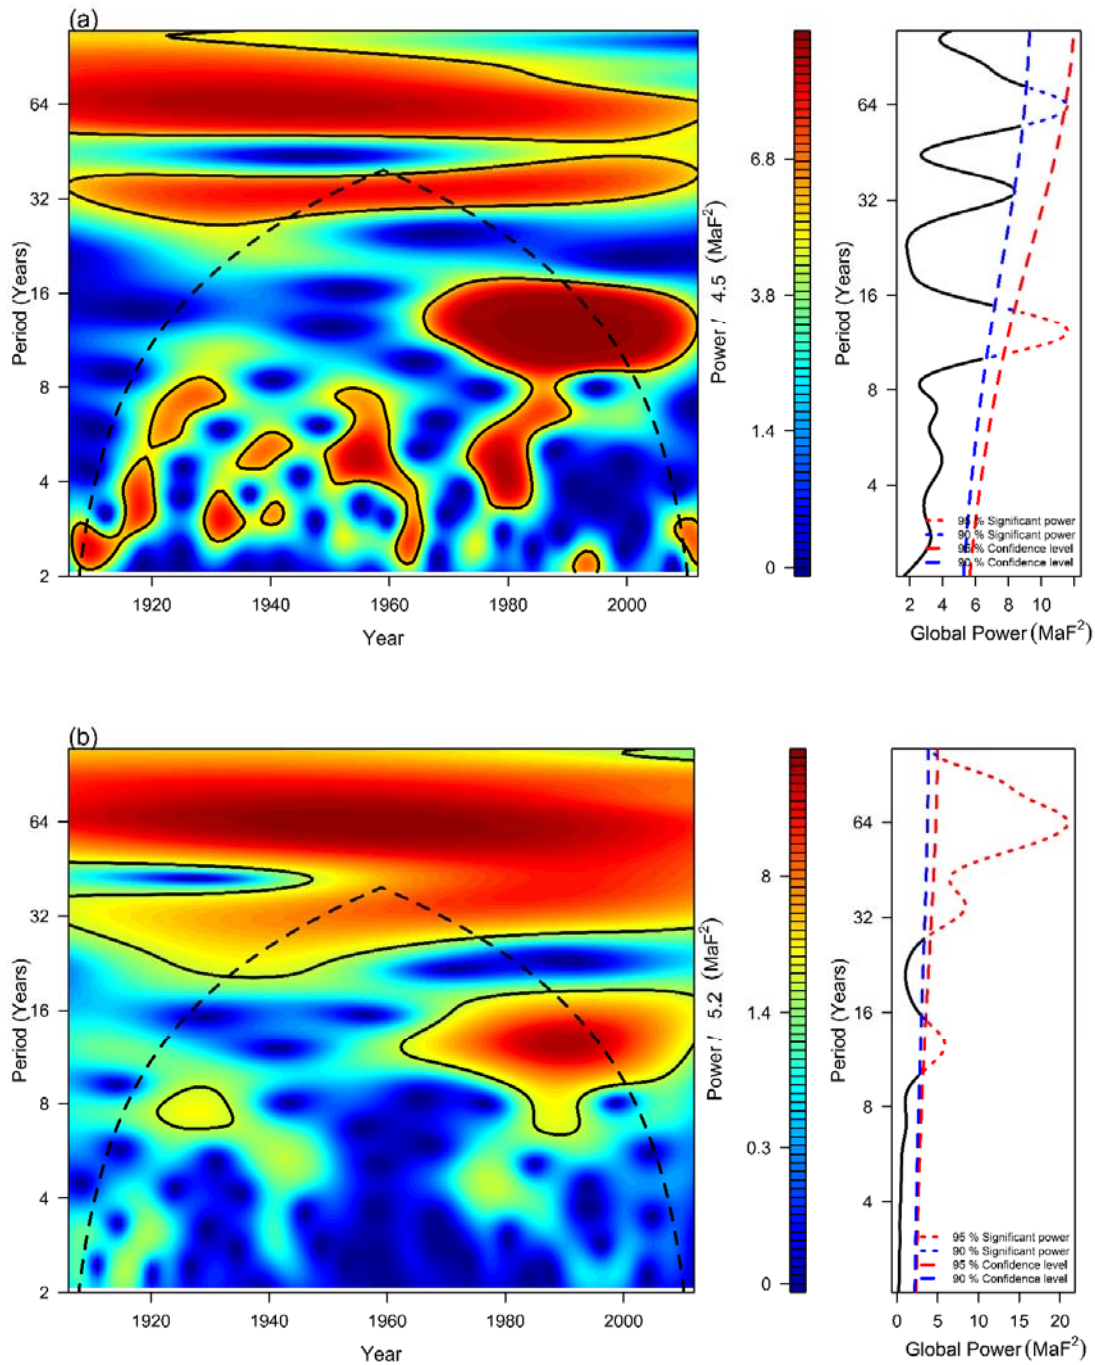 (a)
64
32
16
8
4
2
Period (Years)
1920
1940
1960
1980
2000
Year
6.8
3.8
1.4
0
Power / 4.5 (MaF²)
64
32
16
8
4
Period (Years)
95 % Significant power
90 % Significant power
95 % Confidence level
90 % Confidence level
2 4 6 8 10
Global Power (MaF²)
(b)
64
32
16
8
4
2
Period (Years)
1920
1940
1960
1980
2000
Year
8
1.4
0.3
0
Power / 5.2 (MaF²)
64
32
16
8
4
Period (Years)
95 % Significant power
90 % Significant power
95 % Confidence level
90 % Confidence level
0 5 10 15 20
Global Power (MaF²)